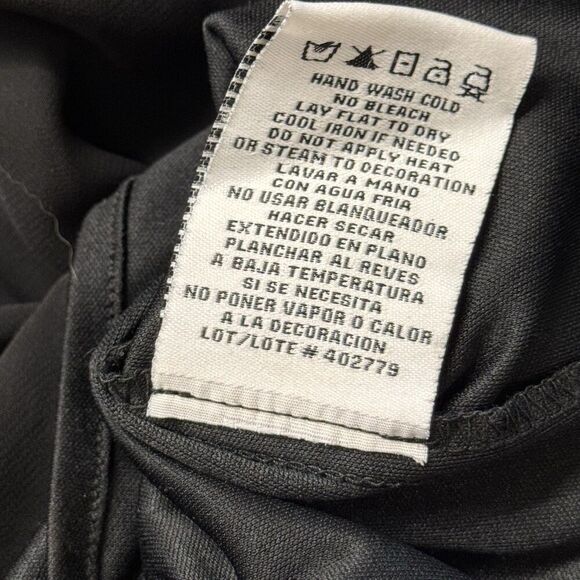 HAND WASH COLD
NO BLEACH
LAY FLAT TO DRY
COOL IRON IF NEEDED
DO NOT APPLY HEAT
OR STEAM TO DECORATION
LAVAR A MANO
CON AGUA FRIA
NO USAR BLANQUEADOR
HACER SECAR
EXTENDIDO EN PLANO
PLANCHAR AL REVES
A BAJA TEMPERATURA
SI SE NECESITA
NO PONER VAPOR O CALOR
A LA DECORACION
LOT/LOTE # 402779